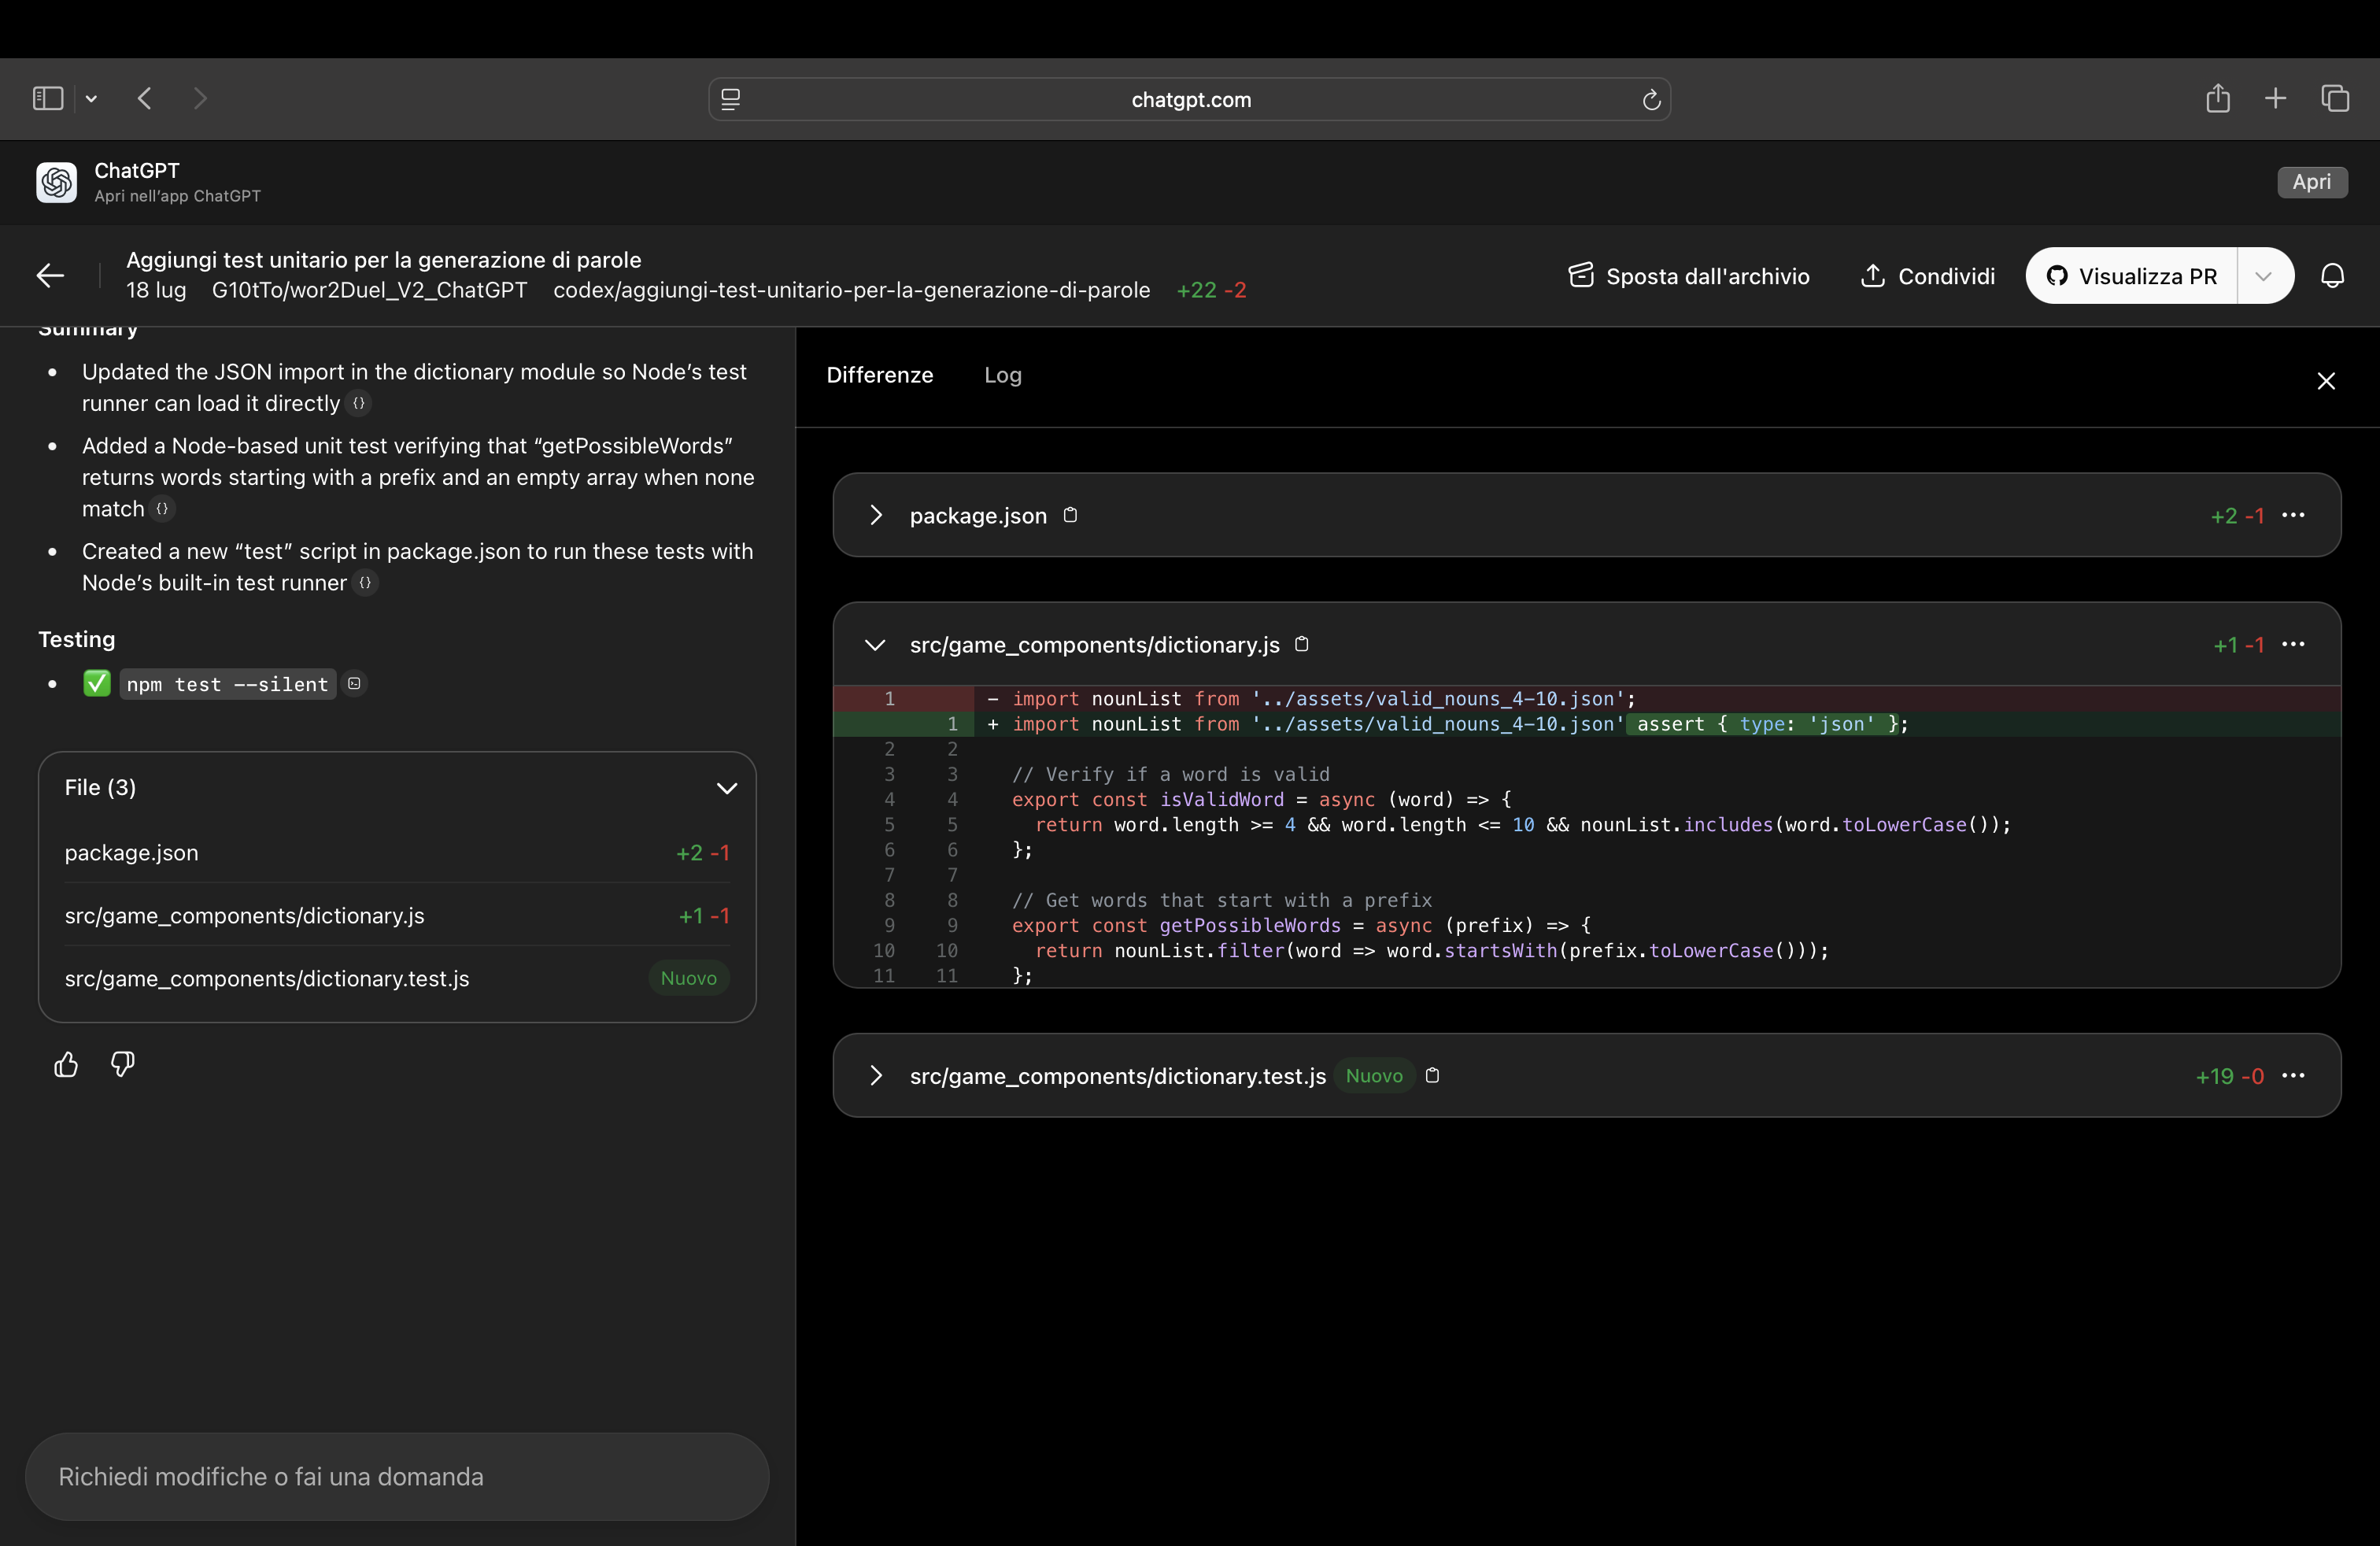 chatgpt.com
ChatGPT
Apri nell'app ChatGPT
Apri
Aggiungi test unitario per la generazione di parole
18 lug G10tTo/wor2Duel_V2_ChatGPT codex/aggiungi-test-unitario-per-la-generazione-di-parole +22 -2
Sposta dall'archivio
Condividi
Visualizza PR
Summary
• Updated the JSON import in the dictionary module so Node’s test
runner can load it directly {}
• Added a Node-based unit test verifying that “getPossibleWords”
returns words starting with a prefix and an empty array when none
match {}
• Created a new “test” script in package.json to run these tests with
Node’s built-in test runner {}
Testing
• ✅ npm test --silent
File (3)
package.json +2 -1
src/game_components/dictionary.js +1 -1
src/game_components/dictionary.test.js Nuovo
Richiedi modifiche o fai una domanda
Differenze Log
package.json +2 -1
src/game_components/dictionary.js +1 -1
1 - import nounList from '../assets/valid_nouns_4-10.json';
1 + import nounList from '../assets/valid_nouns_4-10.json' assert { type: 'json' };
2 2
3 3 // Verify if a word is valid
4 4 export const isValidWord = async (word) => {
5 5 return word.length >= 4 && word.length <= 10 && nounList.includes(word.toLowerCase());
6 6 };
7 7
8 8 // Get words that start with a prefix
9 9 export const getPossibleWords = async (prefix) => {
10 10 return nounList.filter(word => word.startsWith(prefix.toLowerCase()));
11 11 };
src/game_components/dictionary.test.js Nuovo +19 -0